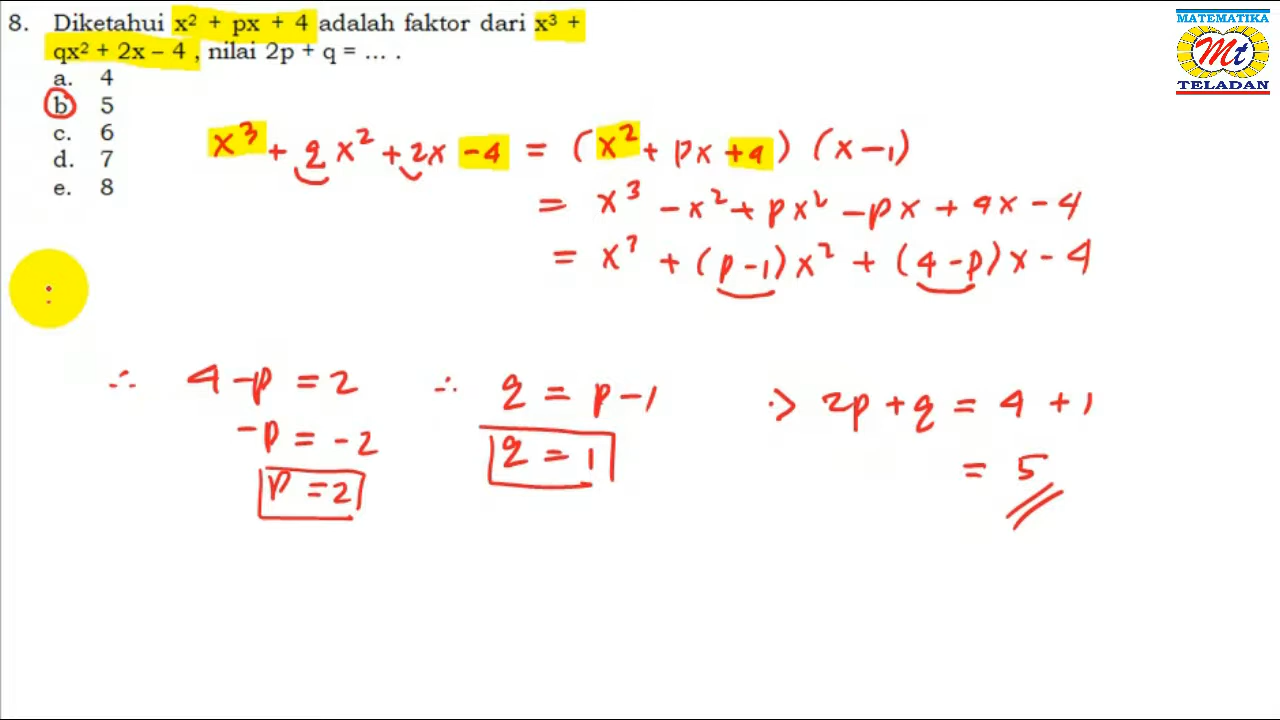 8. Diketahui x² + px + 4 adalah faktor dari x³ +
qx² + 2x – 4 , nilai 2p + q = ... .
a. 4
b. 5
c. 6
d. 7
e. 8
MATEMATIKA
Mt
TELADAN
x³ + qx² + 2x - 4 = (x² + px + 4) (x - 1)
= x³ - x² + px² - px + 4x - 4
= x³ + (p - 1)x² + (4 - p)x - 4
∴ 4 - p = 2
-p = -2
p = 2
∴ q = p - 1
q = 1
∴ 2p + q = 4 + 1
= 5